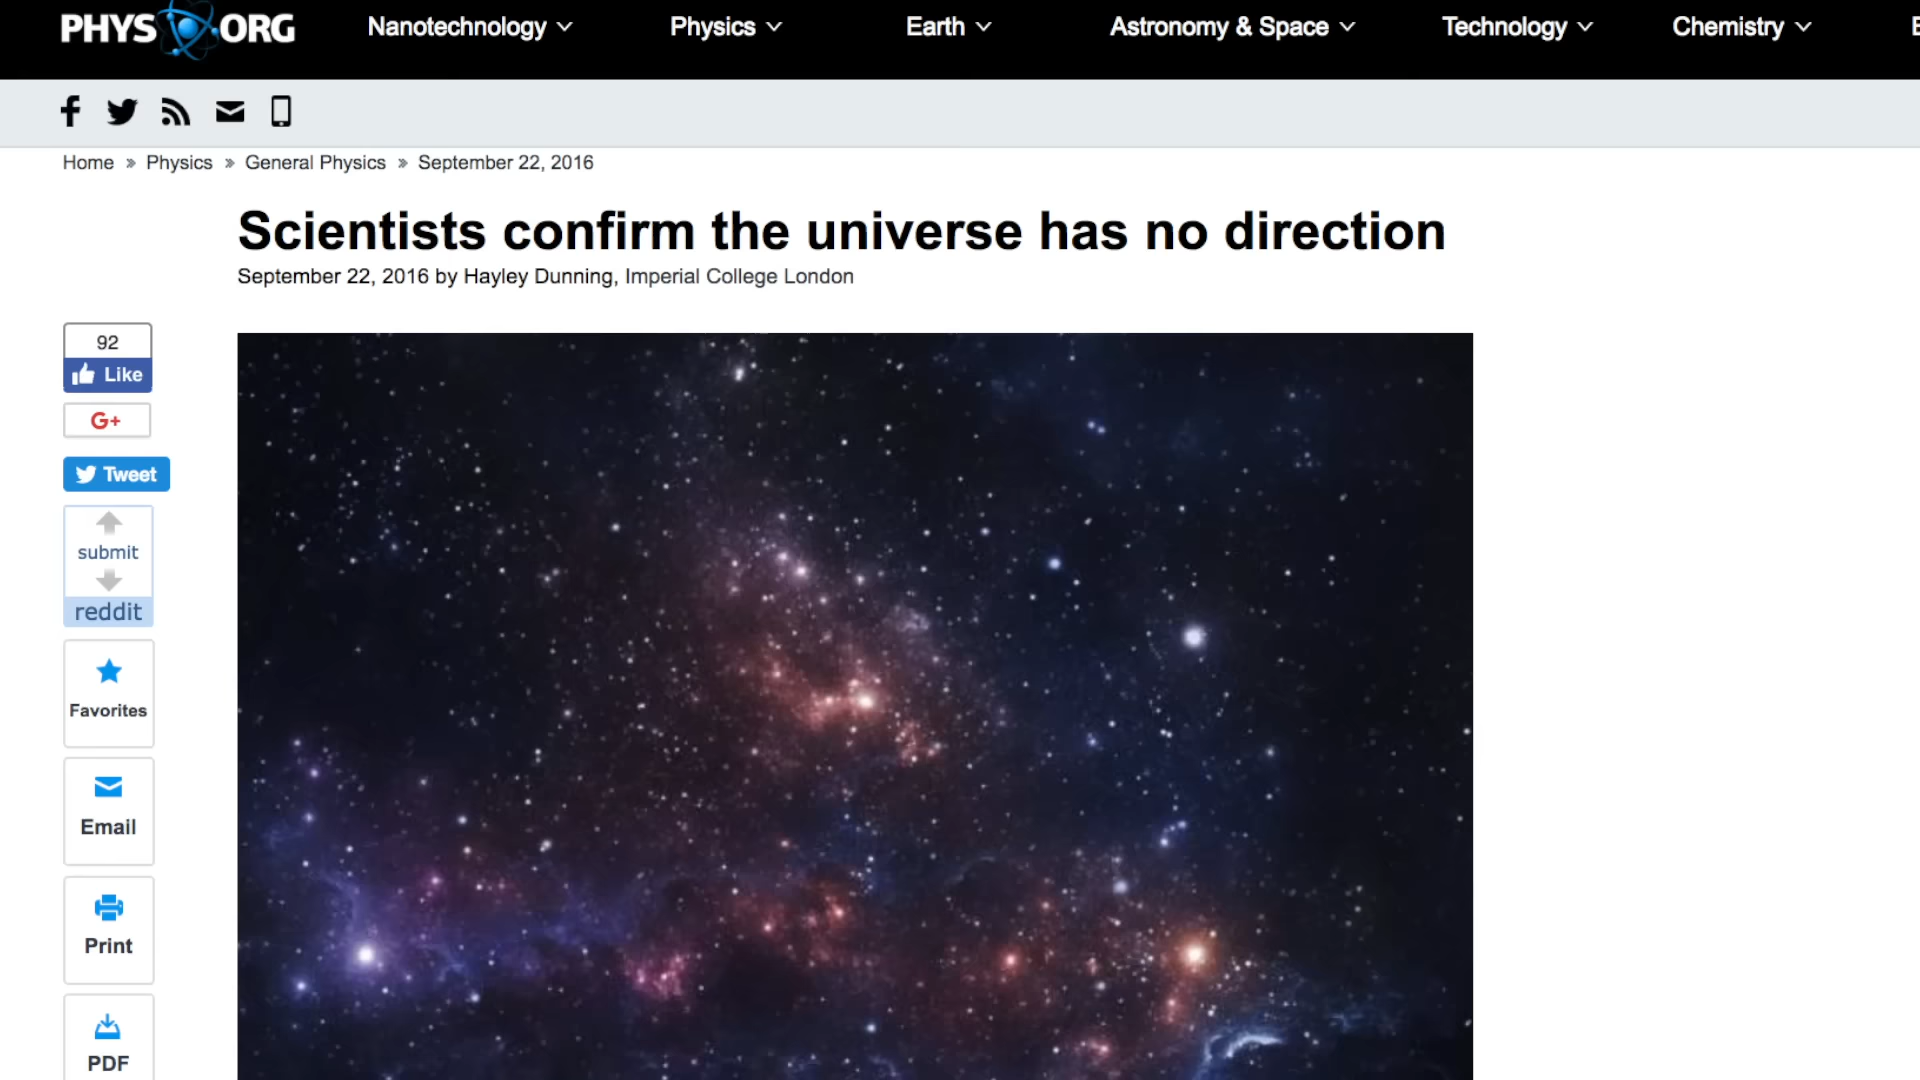 PHYS ORG
Nanotechnology
Physics
Earth
Astronomy & Space
Technology
Chemistry
Home » Physics » General Physics » September 22, 2016
Scientists confirm the universe has no direction
September 22, 2016 by Hayley Dunning, Imperial College London
92
Like
G+
Tweet
submit
reddit
Favorites
Email
Print
PDF